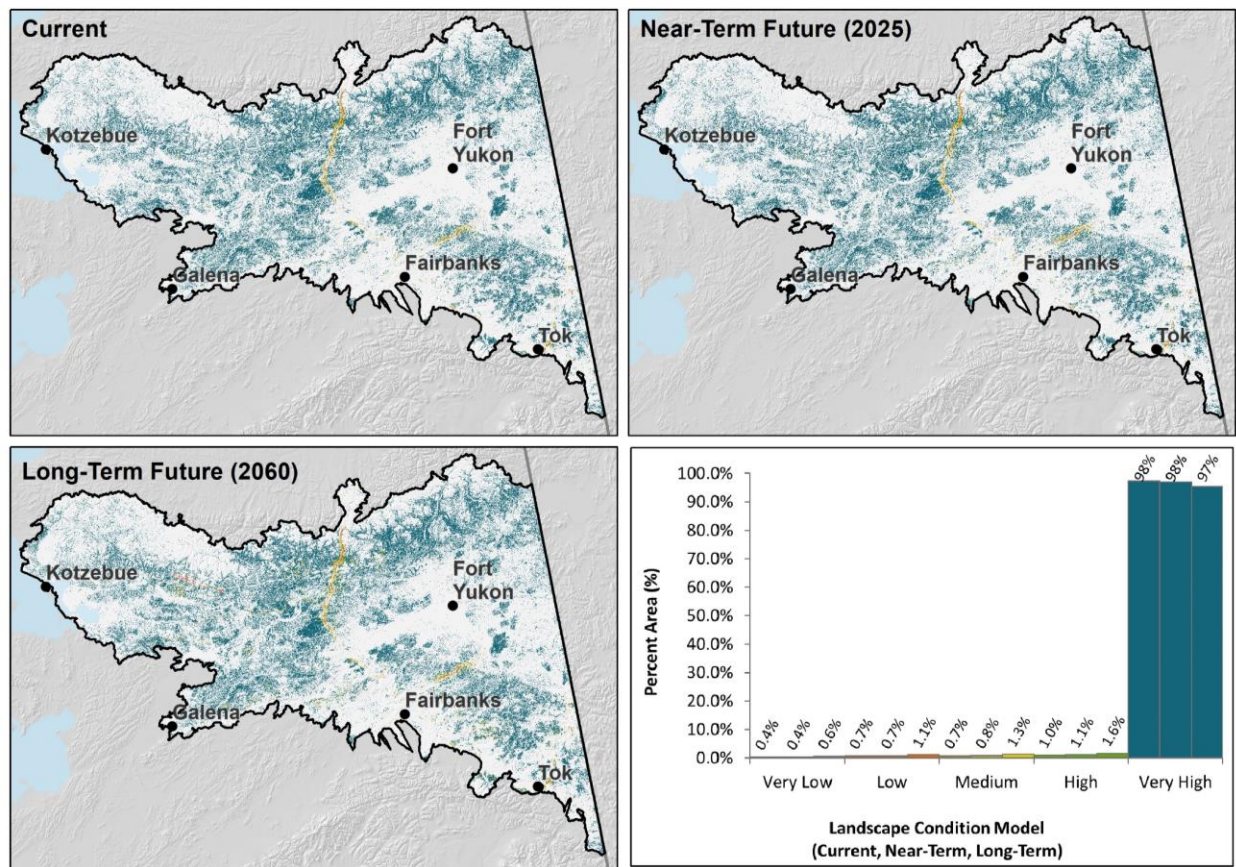 Current
Kotzebue
Fort
Yukon
Galena
Fairbanks
Tok
Near-Term Future (2025)
Kotzebue
Fort
Yukon
Galena
Fairbanks
Tok
Long-Term Future (2060)
Kotzebue
Fort
Yukon
Galena
Fairbanks
Tok
100.0%
90.0%
80.0%
70.0%
60.0%
50.0%
40.0%
30.0%
20.0%
10.0%
0.0%
Percent Area (%)
0.4%
0.4%
0.6%
0.7%
0.7%
1.1%
0.7%
0.8%
1.3%
1.0%
1.1%
1.6%
98%
98%
97%
Very Low
Low
Medium
High
Very High
Landscape Condition Model
(Current, Near-Term, Long-Term)